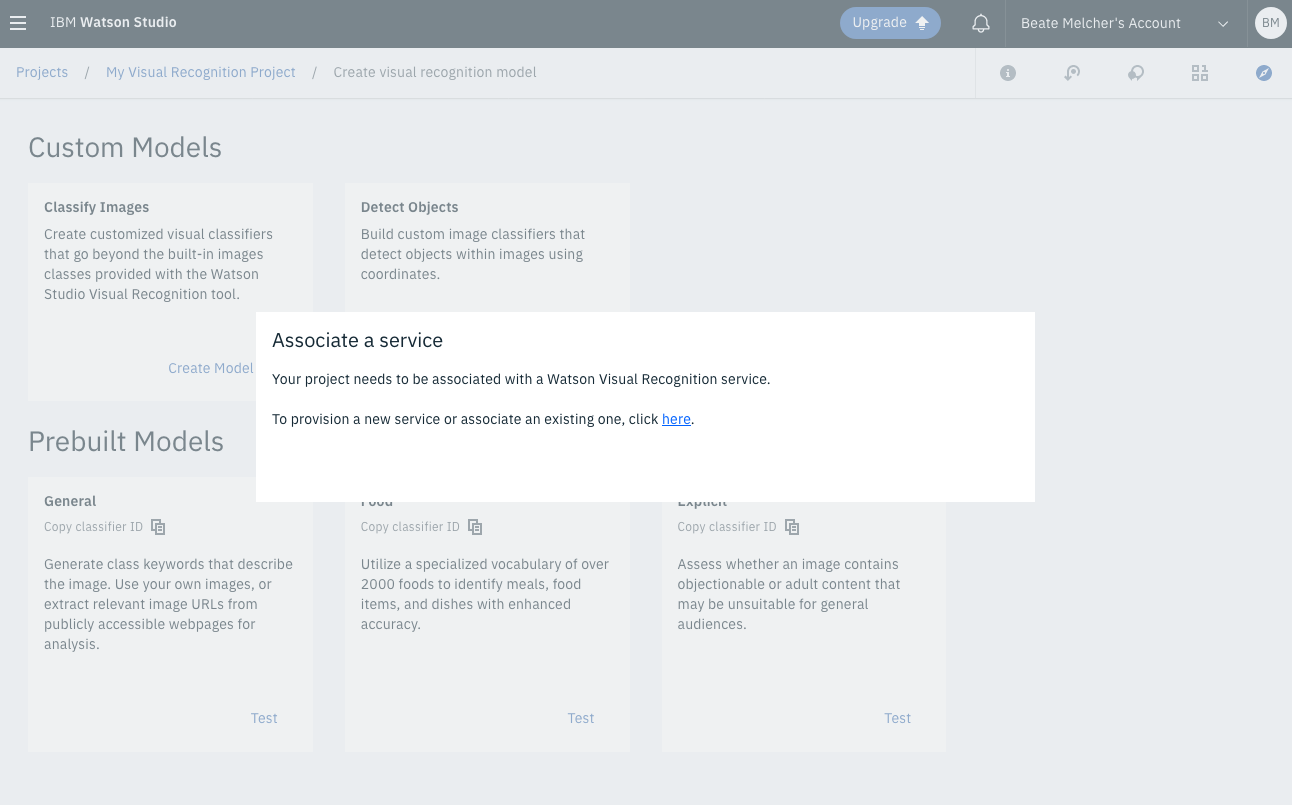 IBM Watson Studio
Upgrade
Beate Melcher's Account
BM
Projects / My Visual Recognition Project / Create visual recognition model
Custom Models
Classify Images
Create customized visual classifiers
that go beyond the built-in images
classes provided with the Watson
Studio Visual Recognition tool.
Create Model
Detect Objects
Build custom image classifiers that
detect objects within images using
coordinates.
Associate a service
Your project needs to be associated with a Watson Visual Recognition service.
To provision a new service or associate an existing one, click here.
Prebuilt Models
General
Copy classifier ID
Generate class keywords that describe
the image. Use your own images, or
extract relevant image URLs from
publicly accessible webpages for
analysis.
Test
Food
Copy classifier ID
Utilize a specialized vocabulary of over
2000 foods to identify meals, food
items, and dishes with enhanced
accuracy.
Test
Explicit
Copy classifier ID
Assess whether an image contains
objectionable or adult content that
may be unsuitable for general
audiences.
Test